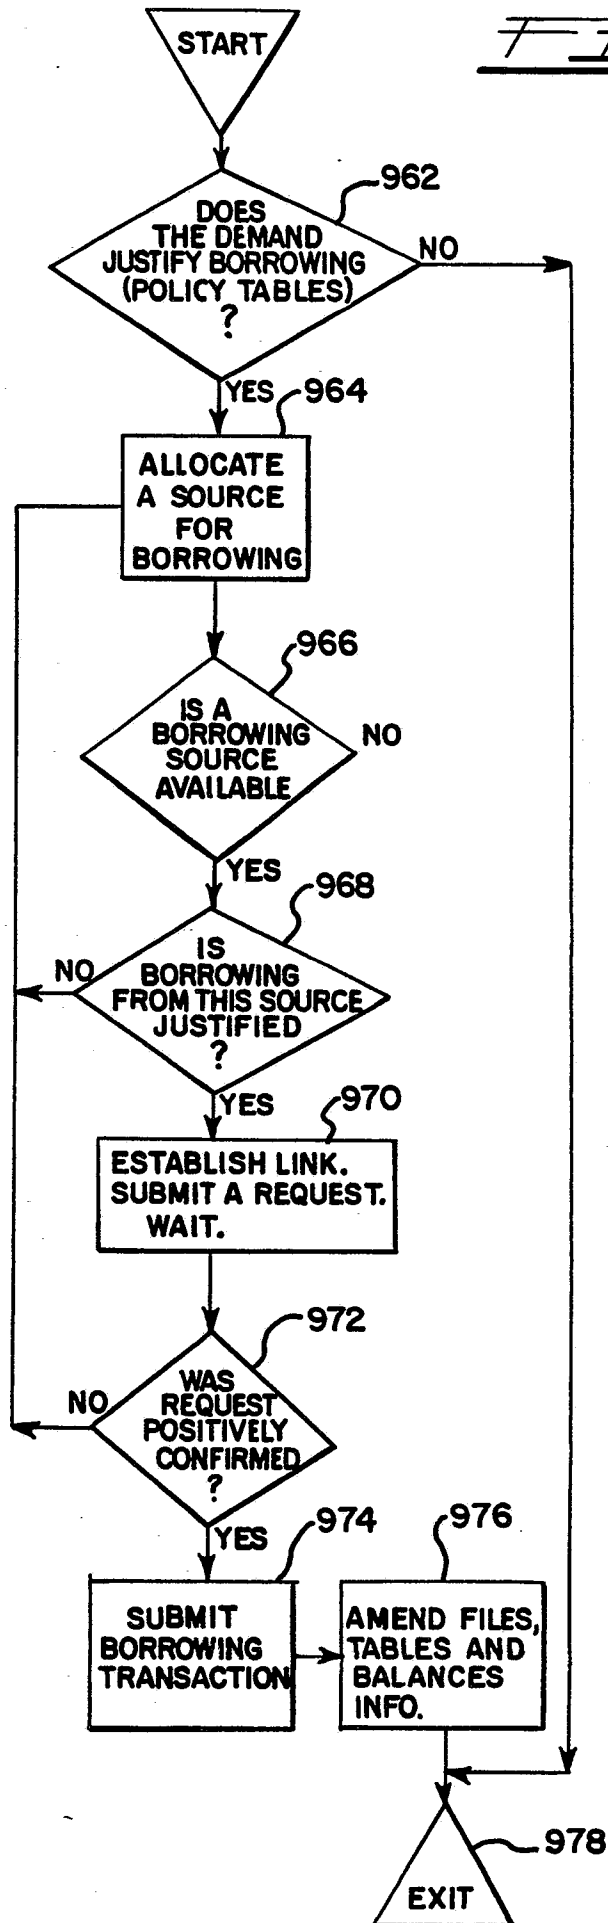 START
962
DOES
THE DEMAND
JUSTIFY BORROWING
(POLICY TABLES)
?
NO
YES
964
ALLOCATE
A SOURCE
FOR
BORROWING
966
IS A
BORROWING
SOURCE
AVAILABLE
NO
YES
968
IS
BORROWING
FROM THIS SOURCE
JUSTIFIED
?
NO
YES
970
ESTABLISH LINK.
SUBMIT A REQUEST.
WAIT.
972
WAS
REQUEST
POSITIVELY
CONFIRMED
?
NO
YES
974
SUBMIT
BORROWING
TRANSACTION
976
AMEND FILES,
TABLES AND
BALANCES
INFO.
978
EXIT